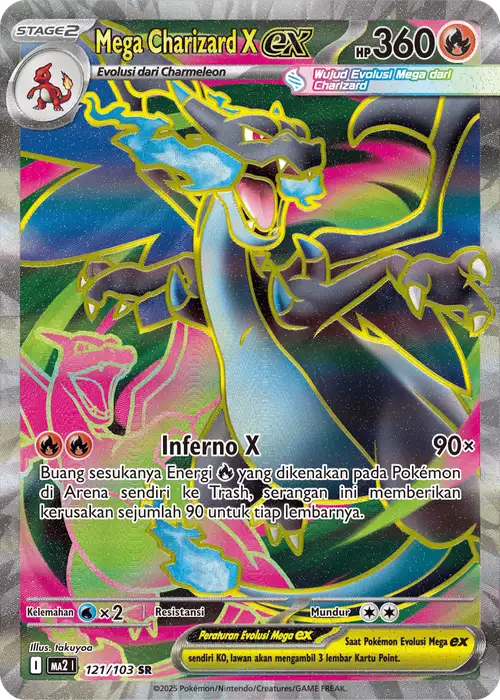 STAGE2 Mega Charizard X ex HP360
Evolusi dari Charmeleon
Wujud Evolusi Mega dari
Charizard
Inferno X 90×
Buang sesukanya Energi yang dikenakan pada Pokémon
di Arena sendiri ke Trash, serangan ini memberikan
kerusakan sejumlah 90 untuk tiap lembarnya.
Kelemahan ×2 Resistansi Mundur
Illus. takuyoa
Peraturan Evolusi Mega ex Saat Pokémon Evolusi Mega ex
sendiri KO, lawan akan mengambil 3 lembar Kartu Point.
I MA2 I 121/103 SR
©2025 Pokémon/Nintendo/Creatures/GAME FREAK.